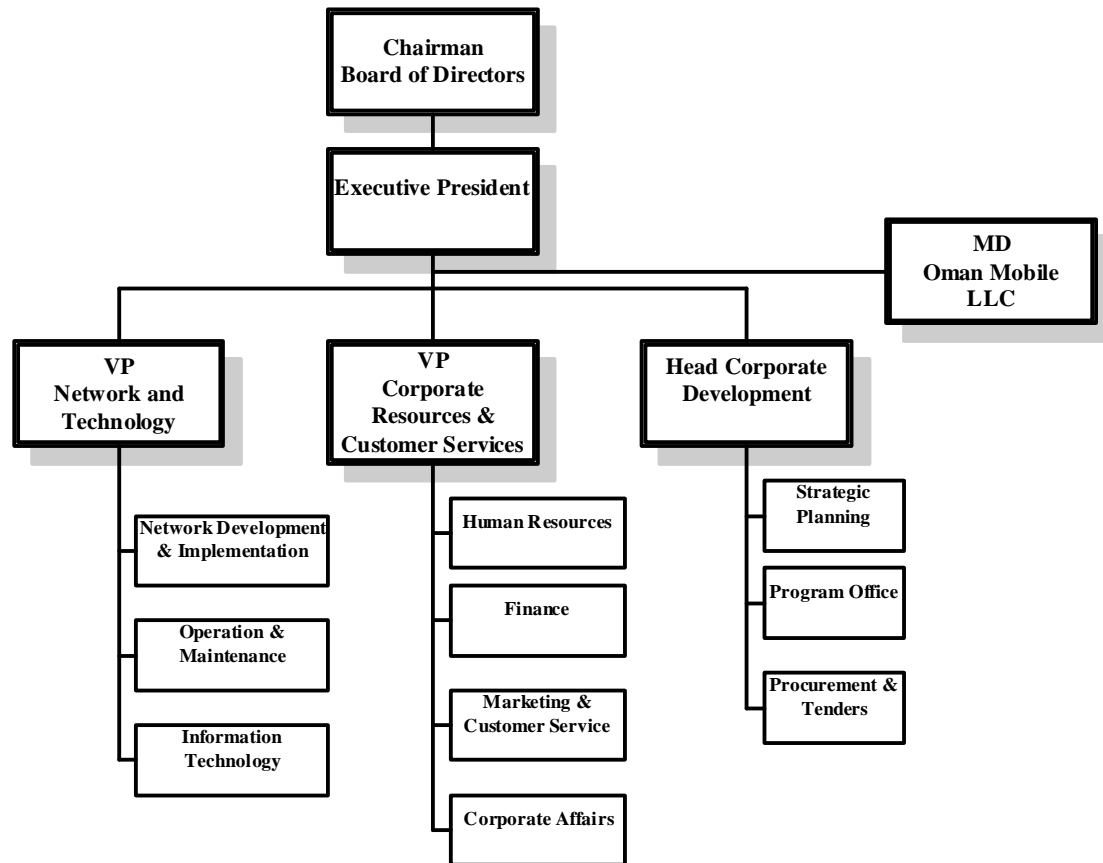 Chairman
Board of Directors
Executive President
MD
Oman Mobile
LLC
VP
Network and
Technology
VP
Corporate
Resources &
Customer Services
Head Corporate
Development
Network Development
& Implementation
Operation &
Maintenance
Information
Technology
Human Resources
Finance
Marketing &
Customer Service
Corporate Affairs
Strategic
Planning
Program Office
Procurement &
Tenders